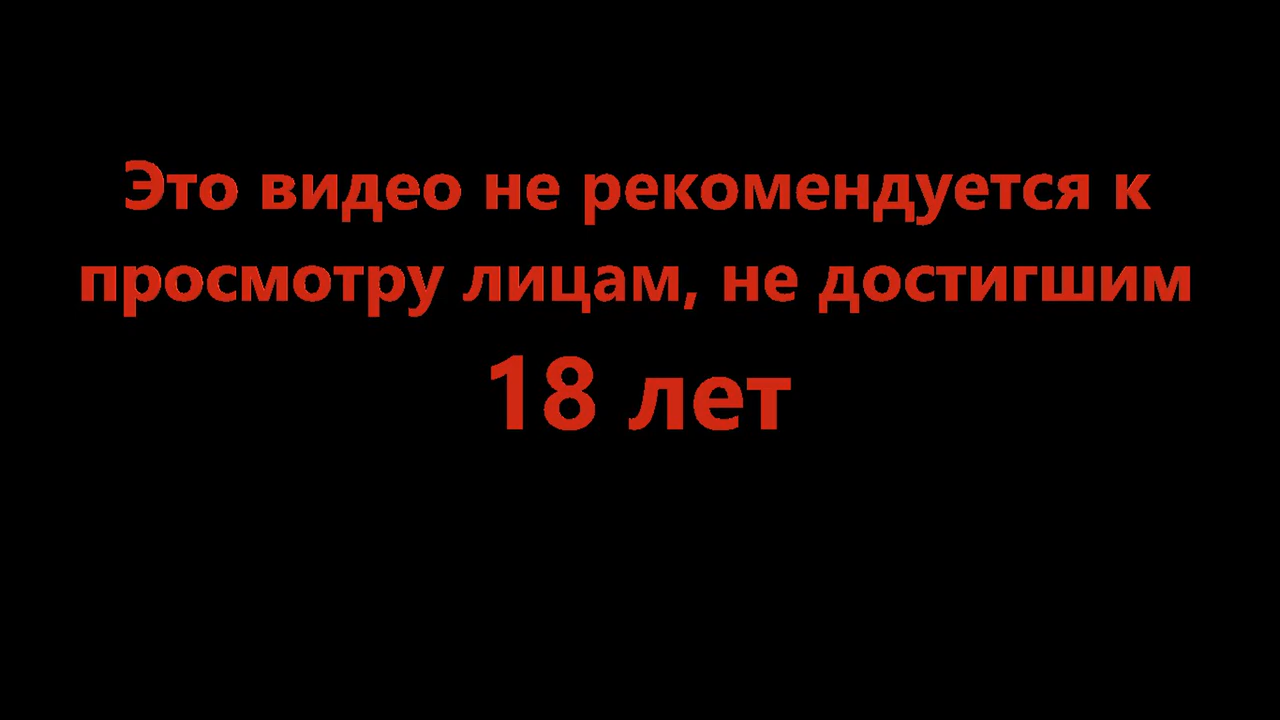 Это видео не рекомендуется к
просмотру лицам, не достигшим
18 лет